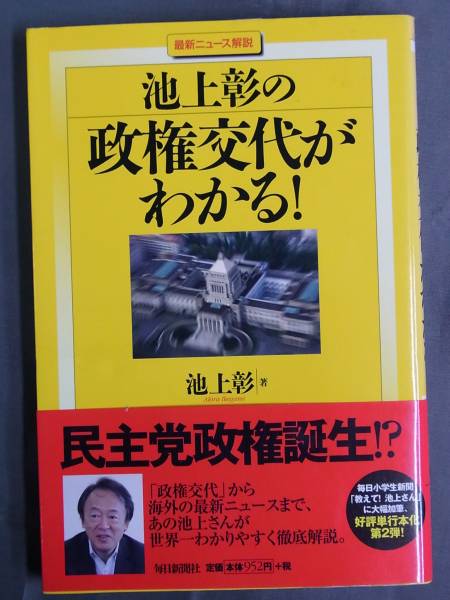 最新ニュース解説
池上彰の
政権交代が
わかる!
池上彰 著
Akira Ikegami
民主党政権誕生!?
「政権交代」から
海外の最新ニュースまで、
あの池上さんが
世界一わかりやすく徹底解説。
毎日小学生新聞
「教えて!池上さん」
に大幅加筆、
好評単行本化
第2弾!
毎日新聞社 定価 本体952円 +税